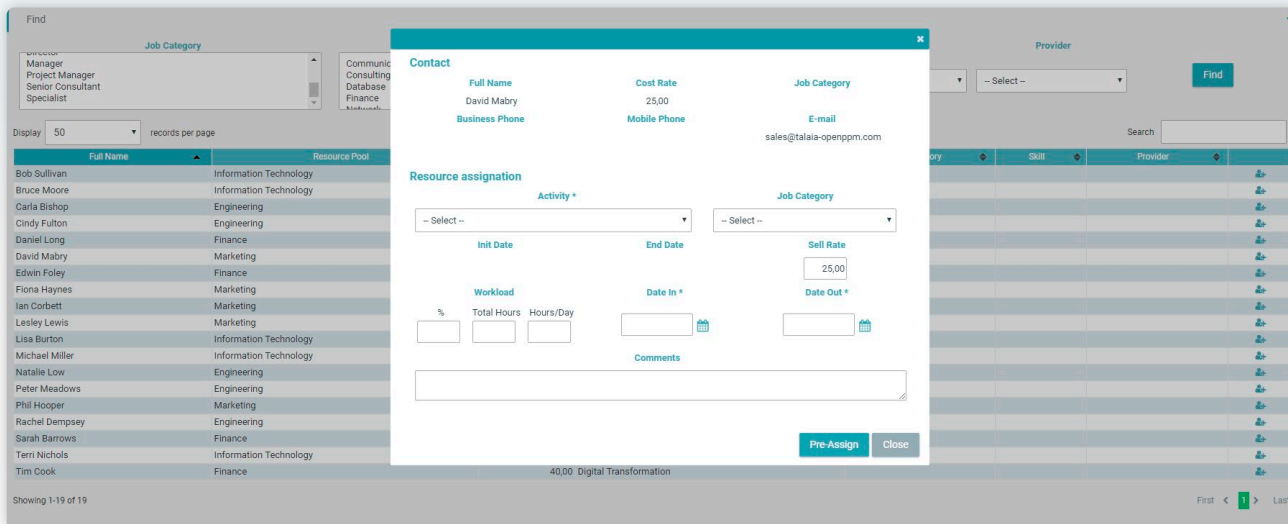 Find
Job Category
Provider
Director
Manager
Project Manager
Senior Consultant
Specialist
Consulting
Database
Finance
Network
-- Select --
Find
Display 50 records per page
Search
Full Name Resource Pool Skill Provider
Bob Sullivan Information Technology
Bruce Moore Information Technology
Carla Bishop Engineering
Cindy Fulton Engineering
Daniel Long Finance
David Mabry Marketing
Edwin Foley Finance
Fiona Haynes Marketing
Ian Corbett Marketing
Lesley Lewis Marketing
Lisa Burton Information Technology
Michael Miller Information Technology
Natalie Low Engineering
Peter Meadows Engineering
Phil Hooper Marketing
Rachel Dempsey Engineering
Sarah Barrows Finance
Terri Nichols Information Technology
Tim Cook Finance 40,00 Digital Transformation
Showing 1-19 of 19
First 1 Last
Contact
Full Name Cost Rate Job Category
David Mabry 25,00
Business Phone Mobile Phone E-mail
sales@talaia-openppm.com
Resource assignation
Activity * Job Category
-- Select -- -- Select --
Init Date End Date Sell Rate
25,00
Workload Date In * Date Out *
% Total Hours Hours/Day
Comments
Pre-Assign Close